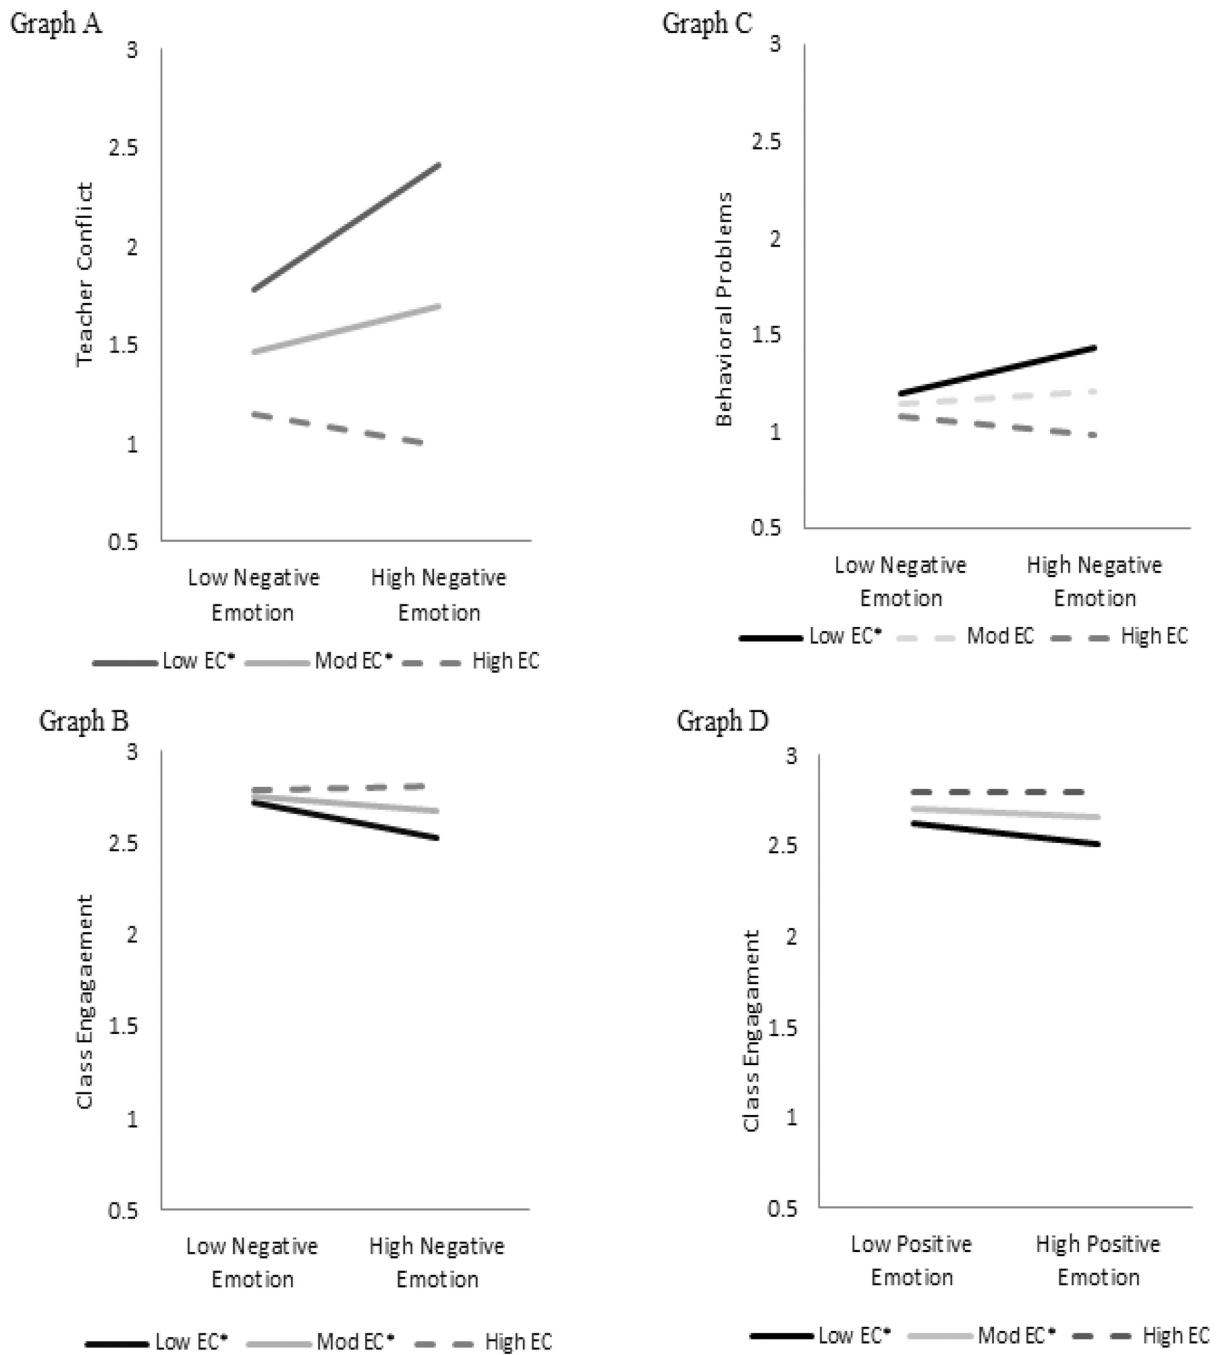 Graph A
3
2.5
2
1.5
1
0.5
Teacher Conflict
Low Negative
Emotion
High Negative
Emotion
Low EC* Mod EC* High EC
Graph C
3
2.5
2
1.5
1
0.5
Behavioral Problems
Low Negative
Emotion
High Negative
Emotion
Low EC* Mod EC High EC
Graph B
3
2.5
2
1.5
1
0.5
Class Engagaement
Low Negative
Emotion
High Negative
Emotion
Low EC* Mod EC* High EC
Graph D
3
2.5
2
1.5
1
0.5
Class Engagament
Low Positive
Emotion
High Positive
Emotion
Low EC* Mod EC* High EC